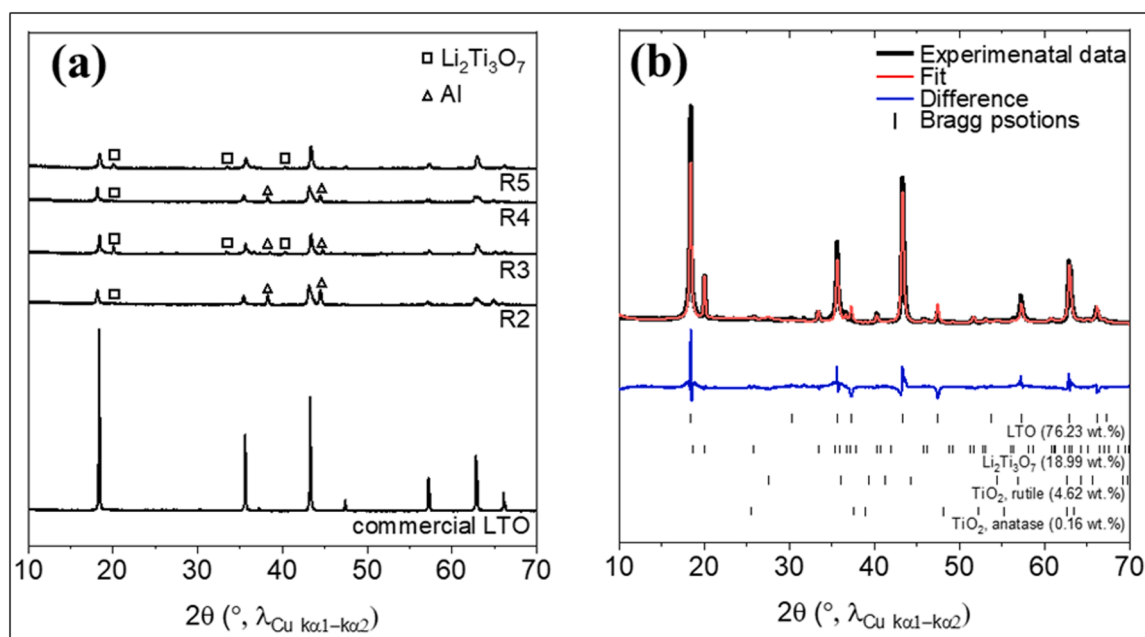 (a)
□ Li₂Ti₃O₇
△ Al
R5
R4
R3
R2
commercial LTO
10 20 30 40 50 60 70
2θ (°, λCu kα1–kα2)
(b)
Experimenatal data
Fit
Difference
Bragg psotions
LTO (76.23 wt.%)
Li₂Ti₃O₇ (18.99 wt.%)
TiO₂, rutile (4.62 wt.%)
TiO₂, anatase (0.16 wt.%)
10 20 30 40 50 60 70
2θ (°, λCu kα1–kα2)